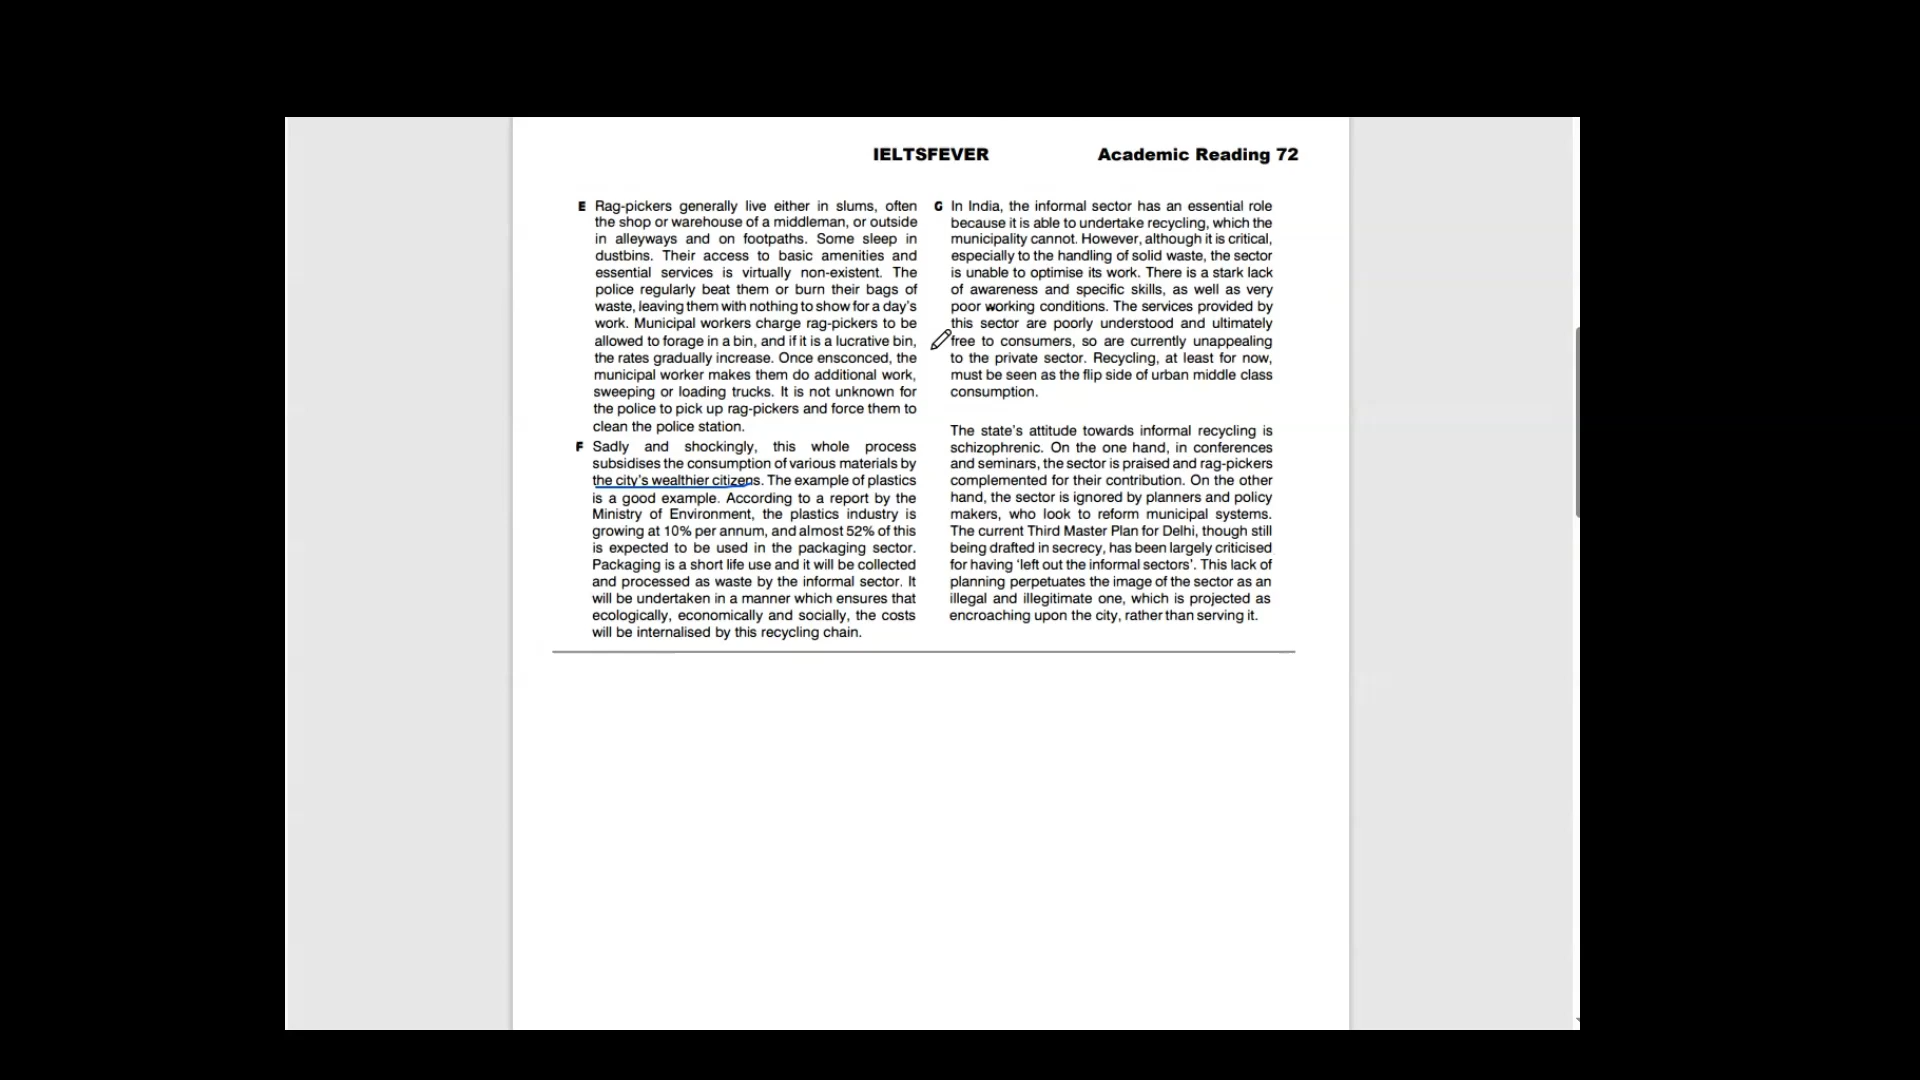 IELTSFEVER
Academic Reading 72
E Rag-pickers generally live either in slums, often
the shop or warehouse of a middleman, or outside
in alleyways and on footpaths. Some sleep in
dustbins. Their access to basic amenities and
essential services is virtually non-existent. The
police regularly beat them or burn their bags of
waste, leaving them with nothing to show for a day's
work. Municipal workers charge rag-pickers to be
allowed to forage in a bin, and if it is a lucrative bin,
the rates gradually increase. Once ensconced, the
municipal worker makes them do additional work,
sweeping or loading trucks. It is not unknown for
the police to pick up rag-pickers and force them to
clean the police station.
F Sadly and shockingly, this whole process
subsidises the consumption of various materials by
the city's wealthier citizens. The example of plastics
is a good example. According to a report by the
Ministry of Environment, the plastics industry is
growing at 10% per annum, and almost 52% of this
is expected to be used in the packaging sector.
Packaging is a short life use and it will be collected
and processed as waste by the informal sector. It
will be undertaken in a manner which ensures that
ecologically, economically and socially, the costs
will be internalised by this recycling chain.
G In India, the informal sector has an essential role
because it is able to undertake recycling, which the
municipality cannot. However, although it is critical,
especially to the handling of solid waste, the sector
is unable to optimise its work. There is a stark lack
of awareness and specific skills, as well as very
poor working conditions. The services provided by
this sector are poorly understood and ultimately
free to consumers, so are currently unappealing
to the private sector. Recycling, at least for now,
must be seen as the flip side of urban middle class
consumption.
The state's attitude towards informal recycling is
schizophrenic. On the one hand, in conferences
and seminars, the sector is praised and rag-pickers
complemented for their contribution. On the other
hand, the sector is ignored by planners and policy
makers, who look to reform municipal systems.
The current Third Master Plan for Delhi, though still
being drafted in secrecy, has been largely criticised
for having 'left out the informal sectors'. This lack of
planning perpetuates the image of the sector as an
illegal and illegitimate one, which is projected as
encroaching upon the city, rather than serving it.